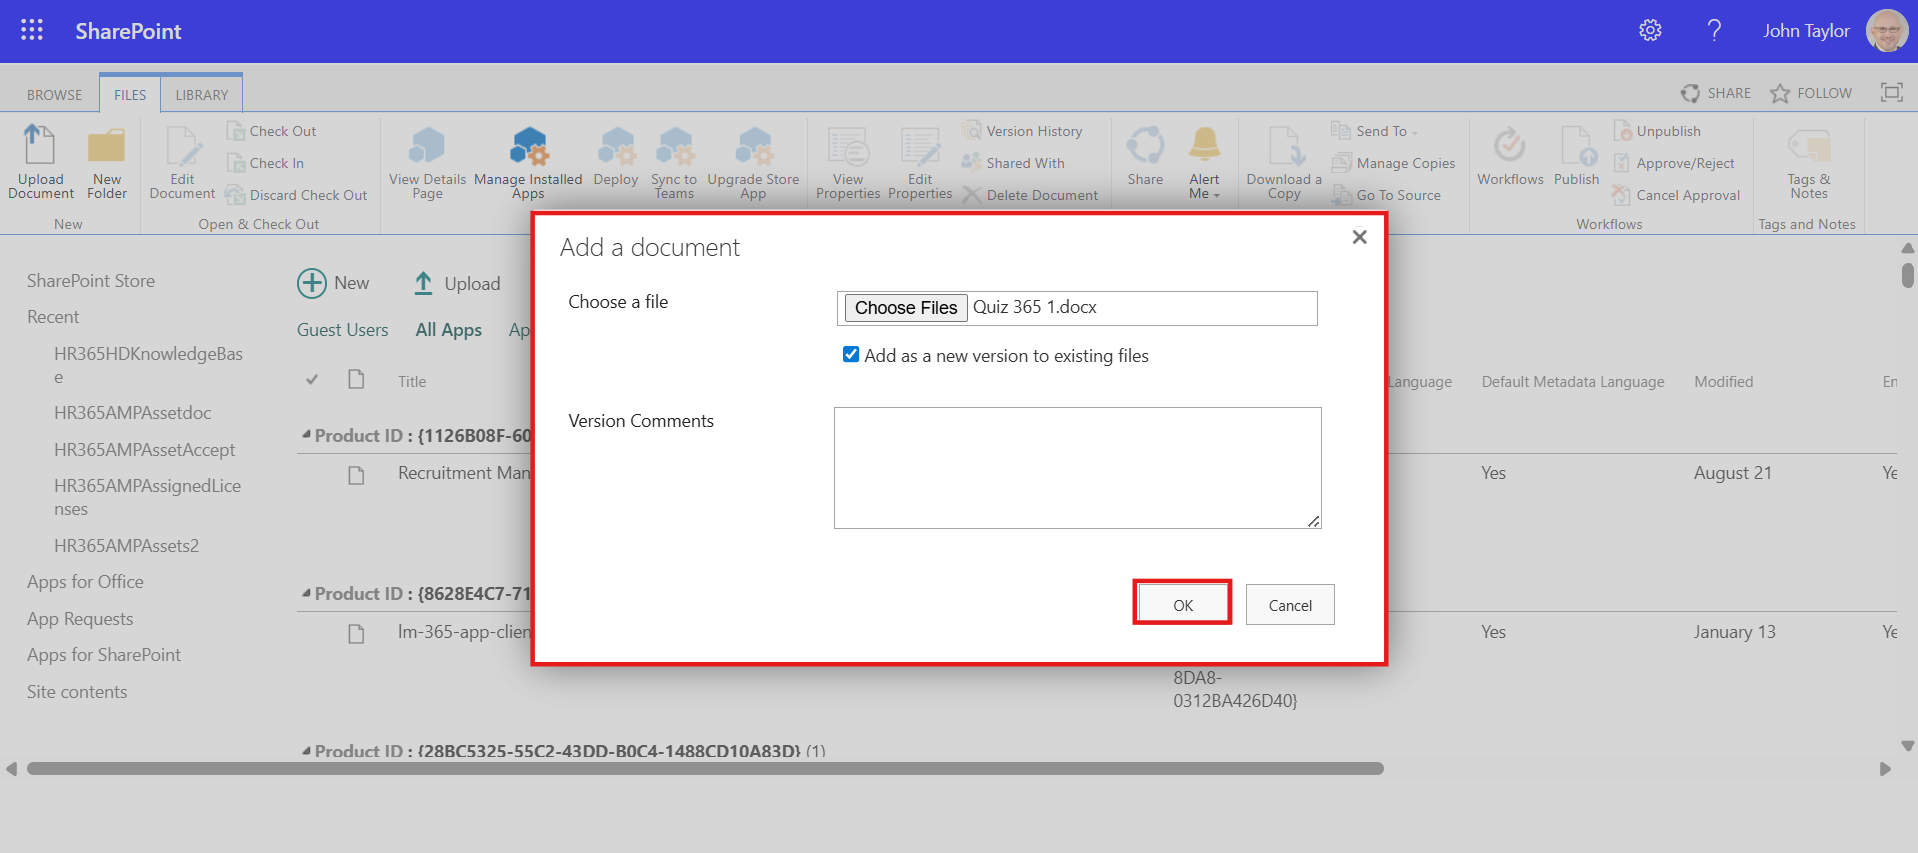 SharePoint
?
John Taylor
BROWSE
FILES
LIBRARY
SHARE
FOLLOW
Upload
Document
New
Folder
New
Edit
Document
Check Out
Check In
Discard Check Out
Open & Check Out
View Details
Page
Manage Installed
Apps
Deploy
Sync to
Teams
Upgrade Store
App
View
Properties
Edit
Properties
Version History
Shared With
Delete Document
Share
Alert
Me
Download a
Copy
Send To
Manage Copies
Go To Source
Workflows
Publish
Unpublish
Approve/Reject
Cancel Approval
Workflows
Tags &
Notes
Tags and Notes
SharePoint Store
Recent
HR365HDKnowledgeBas
e
HR365AMPAssetdoc
HR365AMPAssetAccept
HR365AMPAssignedLice
nses
HR365AMPAssets2
Apps for Office
App Requests
Apps for SharePoint
Site contents
New
Upload
Guest Users
All Apps
Ap
Title
Language
Default Metadata Language
Modified
En
Product ID : {1126B08F-60
Recruitment Man
Yes
August 21
Ye
Product ID : {8628E4C7-71
lm-365-app-clien
Yes
January 13
Ye
8DA8-
0312BA426D40}
Product ID : {28BC5325-55C2-43DD-B0C4-1488CD10A83D} (1)
Add a document
Choose a file
Choose Files Quiz 365 1.docx
Add as a new version to existing files
Version Comments
OK
Cancel